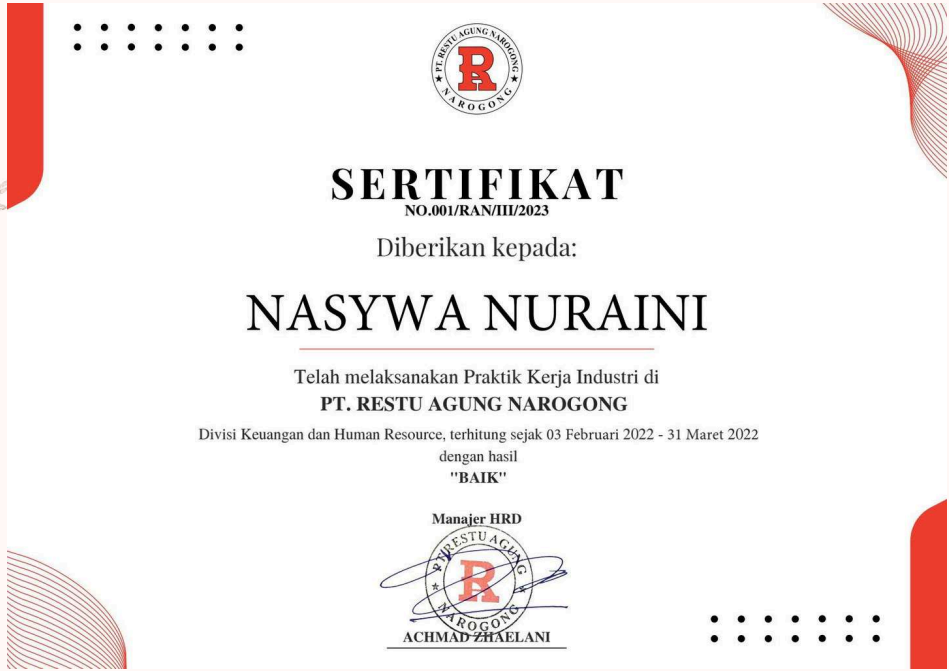 PT. RESTU AGUNG NAROGONG
NAROGONG
R
SERTIFIKAT
NO.001/RAN/III/2023
Diberikan kepada:
NASYWA NURAINI
Telah melaksanakan Praktik Kerja Industri di
PT. RESTU AGUNG NAROGONG
Divisi Keuangan dan Human Resource, terhitung sejak 03 Februari 2022 - 31 Maret 2022
dengan hasil
"BAIK"
Manajer HRD
PT. RESTU AGUNG
NAROGONG
R
ACHMAD ZHAELANI